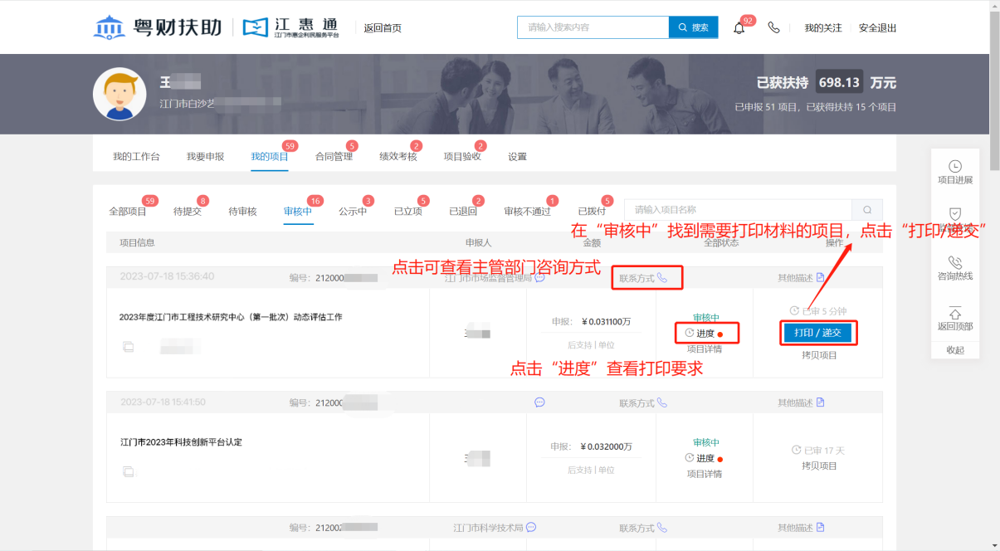 粤财扶助
江惠通
江门市惠企利民服务平台
返回首页
请输入搜索内容
搜索
92
我的关注
安全退出
王
江门市白沙艺
已获扶持 698.13 万元
已申报 51 项目，已获得扶持 15 个项目
我的工作台
我要申报
我的项目 59
合同管理 5
绩效考核 2
项目验收 2
设置
全部项目 59
待提交 8
待审核
审核中 16
公示中 3
已立项 5
已退回 2
审核不通过 1
已拨付 5
请输入项目名称
在“审核中”找到需要打印材料的项目，点击“打印/递交”
项目信息
申报人
金额
全部状态
操作
点击可查看主管部门咨询方式
2023-07-18 15:36:40
编号：212000
江门市市场监督管理局
联系方式
其他描述
2023年度江门市工程技术研究中心（第一批次）动态评估工作
申报：￥0.031100万
后支持 | 单位
审核中
进度
项目详情
已审 5 分钟
打印 / 递交
拷贝项目
点击“进度”查看打印要求
2023-07-18 15:41:50
编号：212000
联系方式
其他描述
江门市2023年科技创新平台认定
申报：￥0.032000万
后支持 | 单位
审核中
进度
项目详情
已审 17 天
拷贝项目
编号：212002
江门市科学技术局
联系方式
其他描述
项目进展
咨询热线
返回顶部
收起